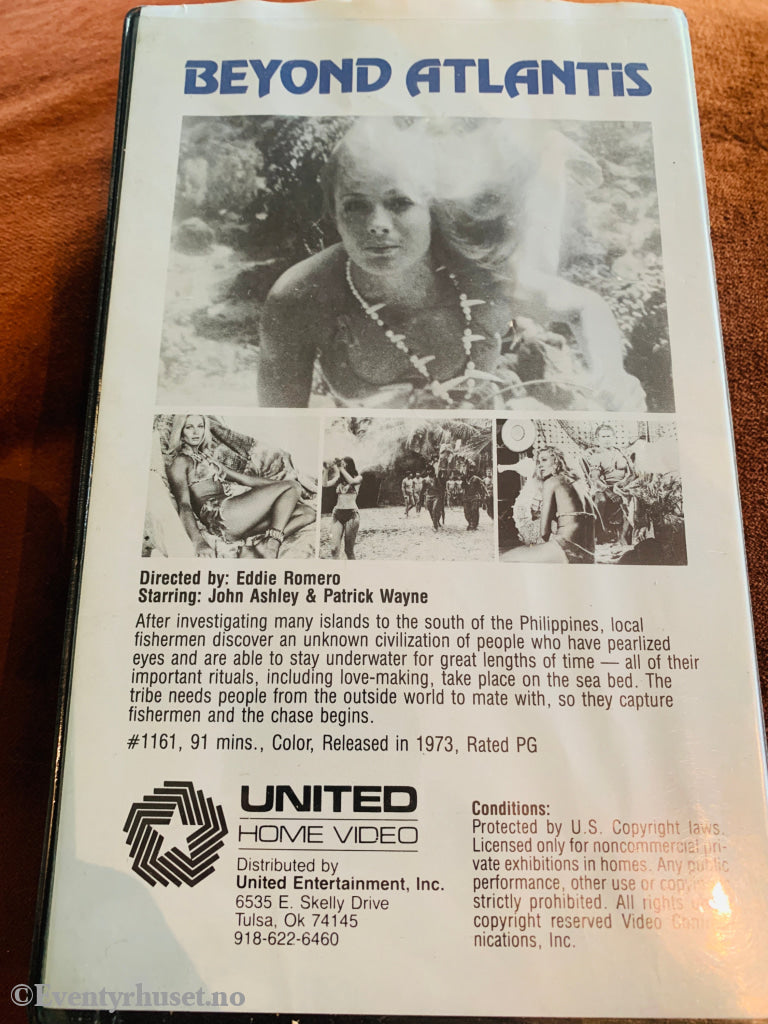 BEYOND ATLANTIS
Directed by: Eddie Romero
Starring: John Ashley & Patrick Wayne
After investigating many islands to the south of the Philippines, local
fishermen discover an unknown civilization of people who have pearlized
eyes and are able to stay underwater for great lengths of time — all of their
important rituals, including love-making, take place on the sea bed. The
tribe needs people from the outside world to mate with, so they capture
fishermen and the chase begins.
#1161, 91 mins., Color, Released in 1973, Rated PG
UNITED
HOME VIDEO
Distributed by
United Entertainment, Inc.
6535 E. Skelly Drive
Tulsa, Ok 74145
918-622-6460
Conditions:
Protected by U.S. Copyright laws.
Licensed only for noncommercial pri-
vate exhibitions in homes. Any public
performance, other use or
strictly prohibited. All rights
copyright reserved Video
nications, Inc.
©Eventyrhuset.no